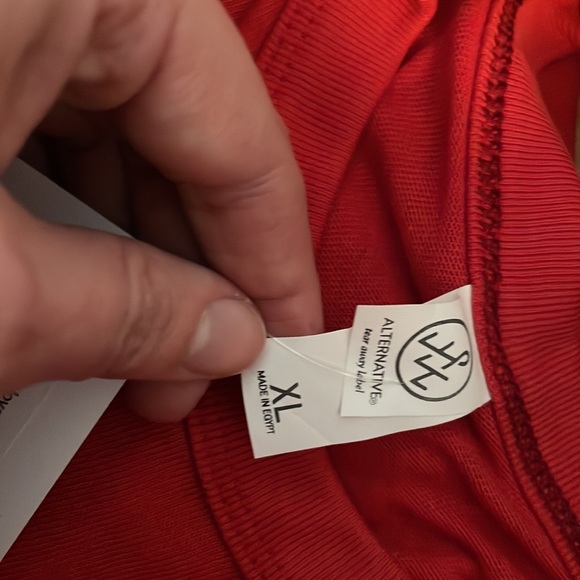 ALTERNATIVE®
tear away label
XL
MADE IN EGYPT